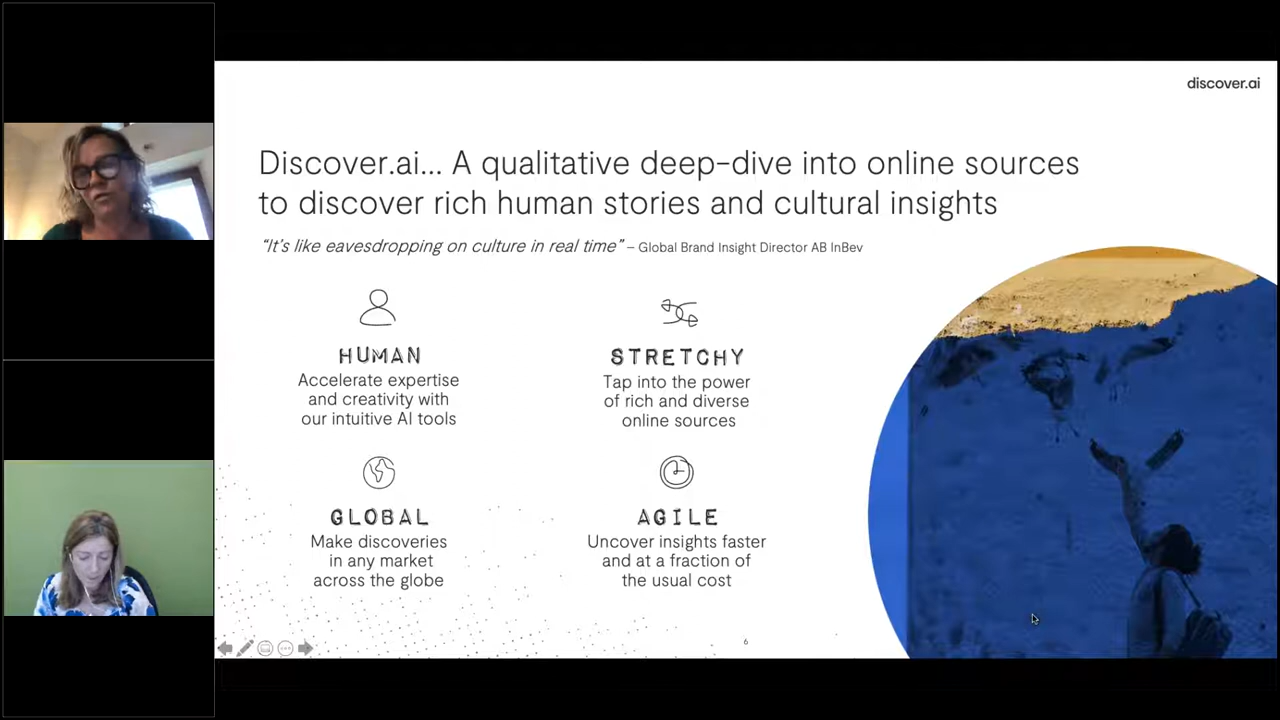 discover.ai
Discover.ai... A qualitative deep-dive into online sources
to discover rich human stories and cultural insights
"It's like eavesdropping on culture in real time" – Global Brand Insight Director AB InBev
HUMAN
Accelerate expertise
and creativity with
our intuitive AI tools
STRETCHY
Tap into the power
of rich and diverse
online sources
GLOBAL
Make discoveries
in any market
across the globe
AGILE
Uncover insights faster
and at a fraction of
the usual cost
6